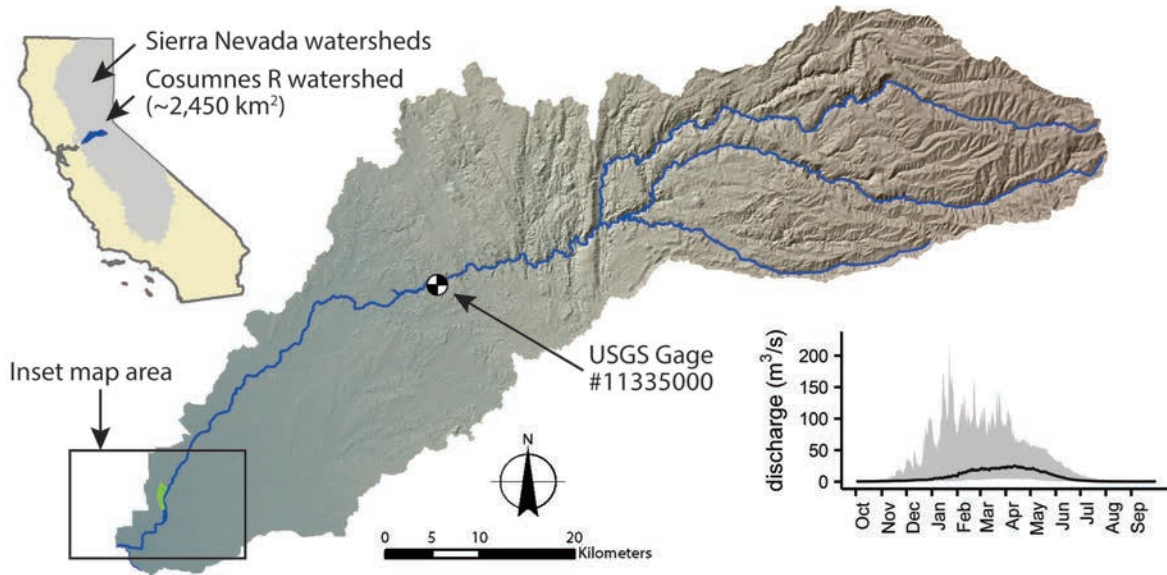 Sierra Nevada watersheds
Cosumnes R watershed
(~2,450 km²)
USGS Gage
#11335000
Inset map area
N
0 5 10 20
Kilometers
discharge (m³/s)
200
150
100
50
0
Oct
Nov
Dec
Jan
Feb
Mar
Apr
May
Jun
Jul
Aug
Sep